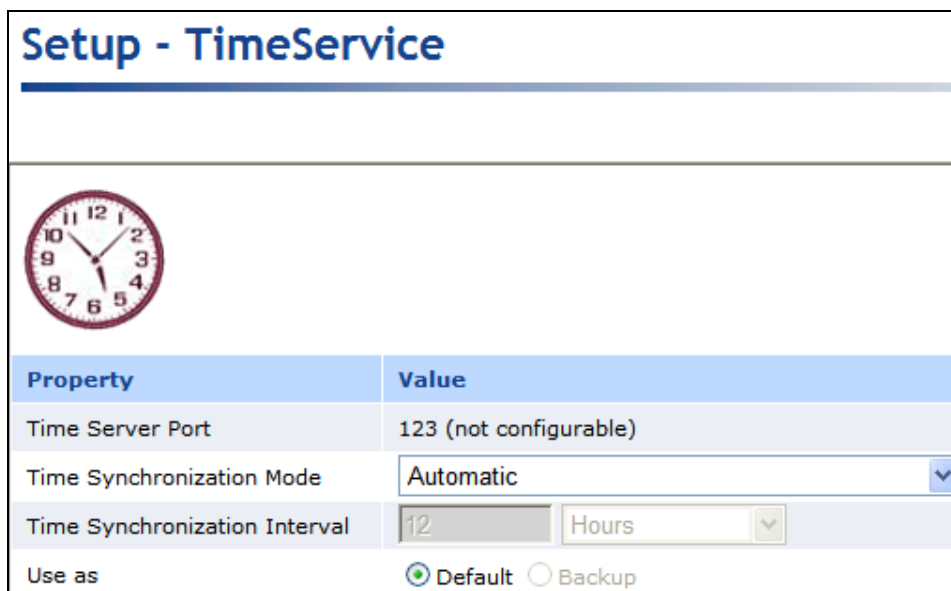 Setup - TimeService
11 12 1
10 2
9 3
8 4
7 6 5
Property Value
Time Server Port 123 (not configurable)
Time Synchronization Mode Automatic
Time Synchronization Interval 12 Hours
Use as Default Backup